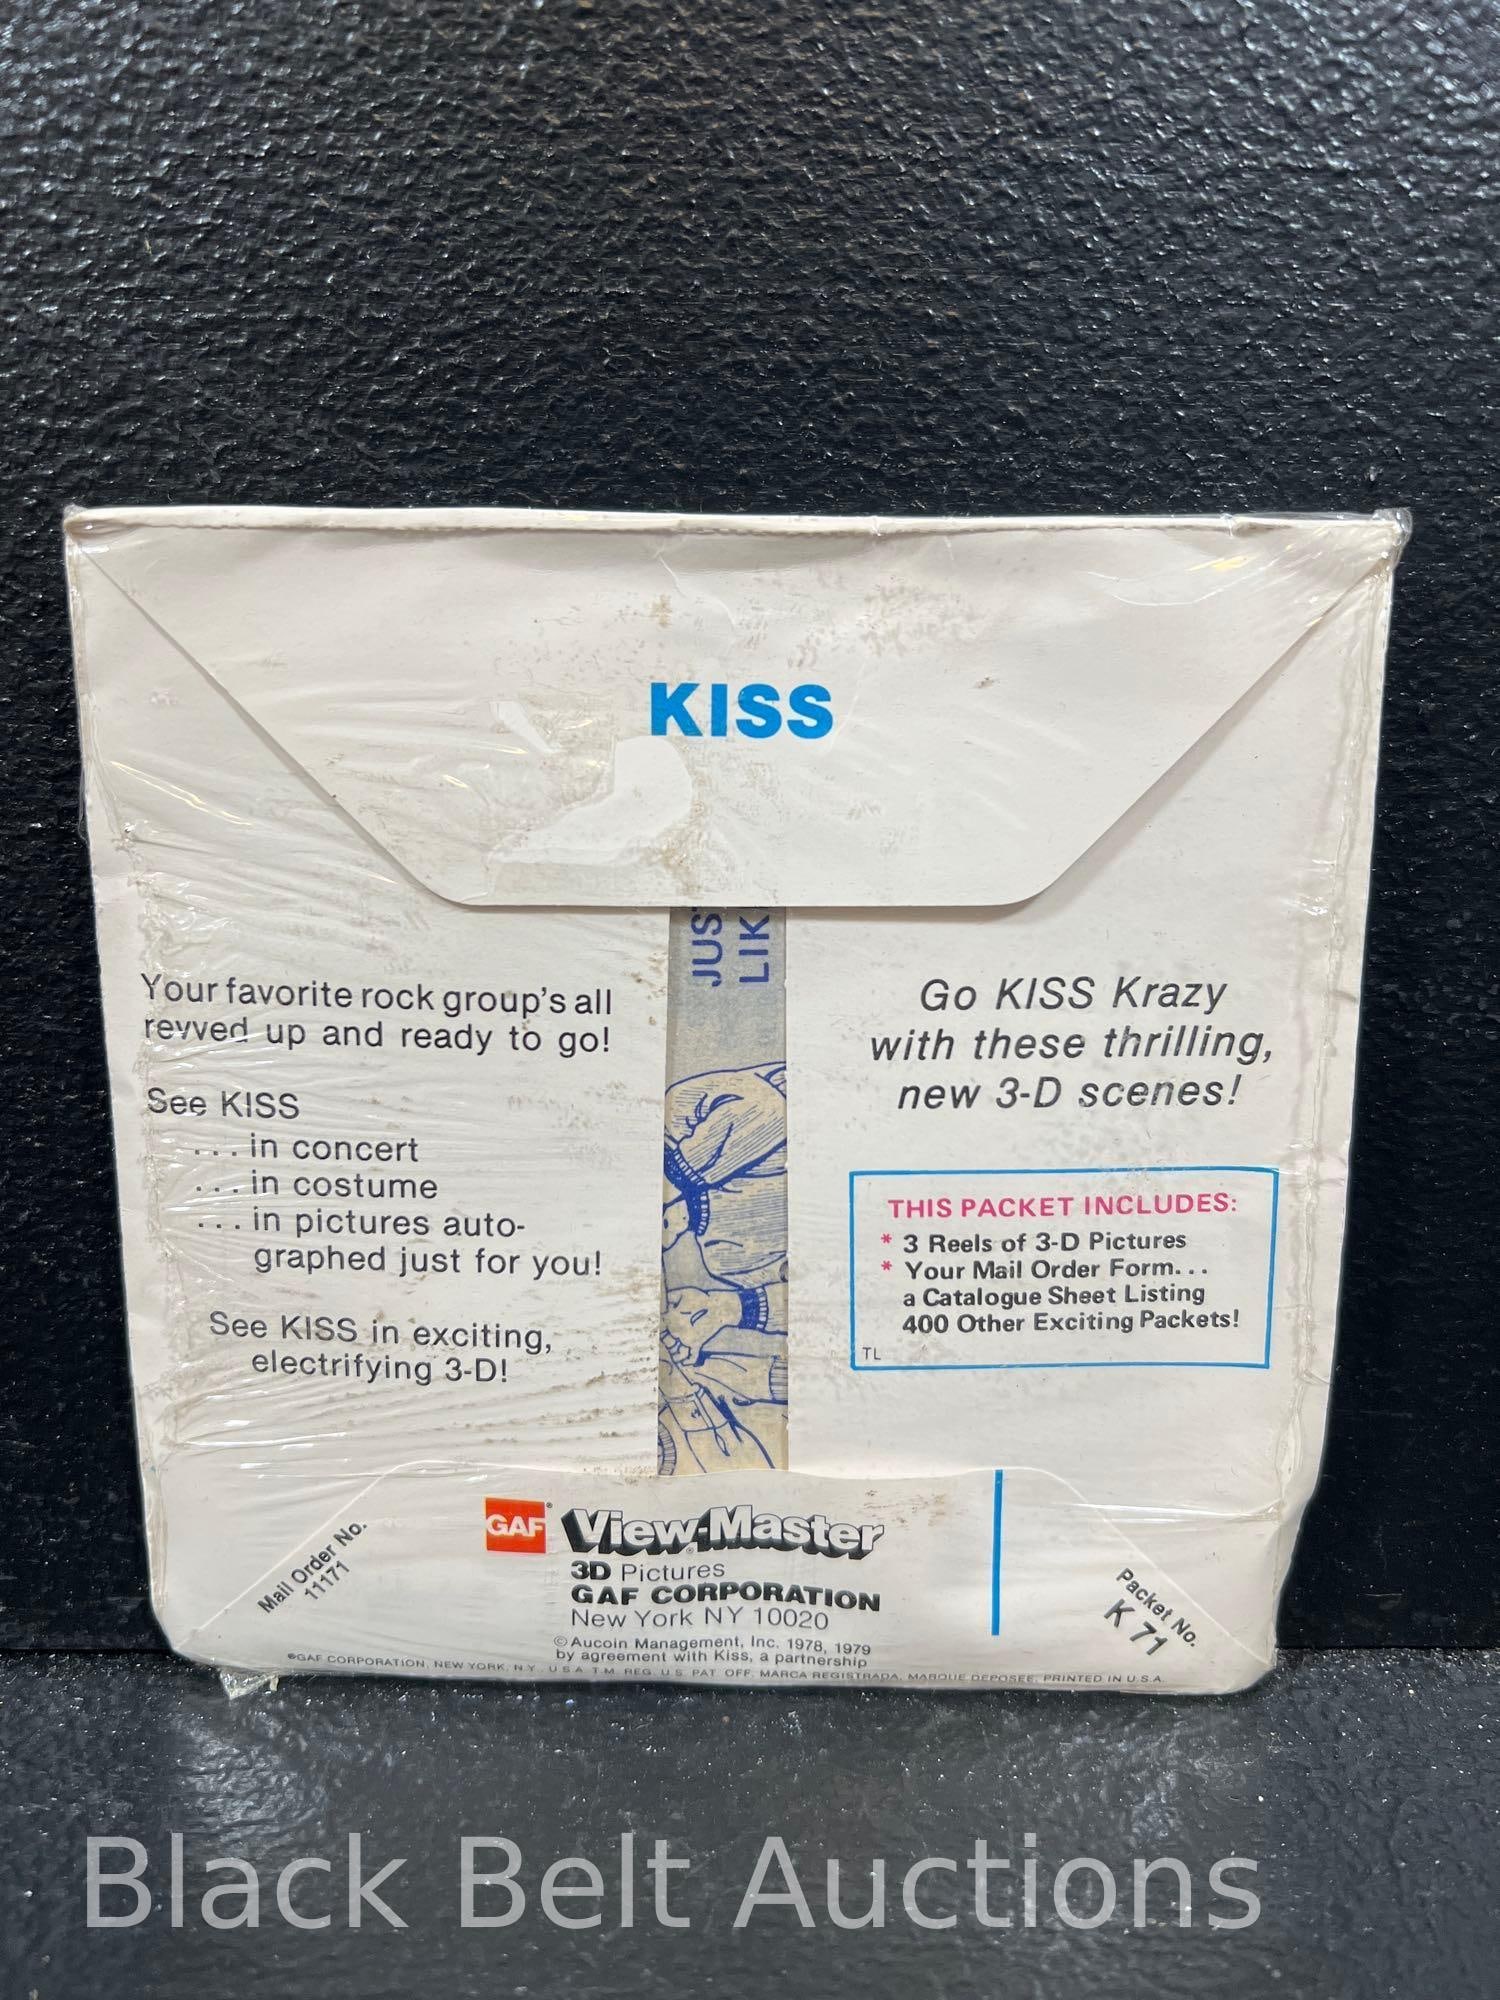 KISS
JUS
LIK
Your favorite rock group's all
revved up and ready to go!
See KISS
... in concert
... in costume
... in pictures auto-
graphed just for you!
See KISS in exciting,
electrifying 3-D!
Go KISS Krazy
with these thrilling,
new 3-D scenes!
THIS PACKET INCLUDES:
* 3 Reels of 3-D Pictures
* Your Mail Order Form...
a Catalogue Sheet Listing
400 Other Exciting Packets!
TL
Mail Order No.
11171
GAF® View-Master®
3D Pictures
GAF CORPORATION
New York NY 10020
© Aucoin Management, Inc. 1978, 1979
by agreement with Kiss, a partnership
Packet No.
K 71
®GAF CORPORATION, NEW YORK, N.Y. U S A T M REG. U.S. PAT. OFF, MARCA REGISTRADA, MARQUE DEPOSEE, PRINTED IN U.S.A.
Black Belt Auctions